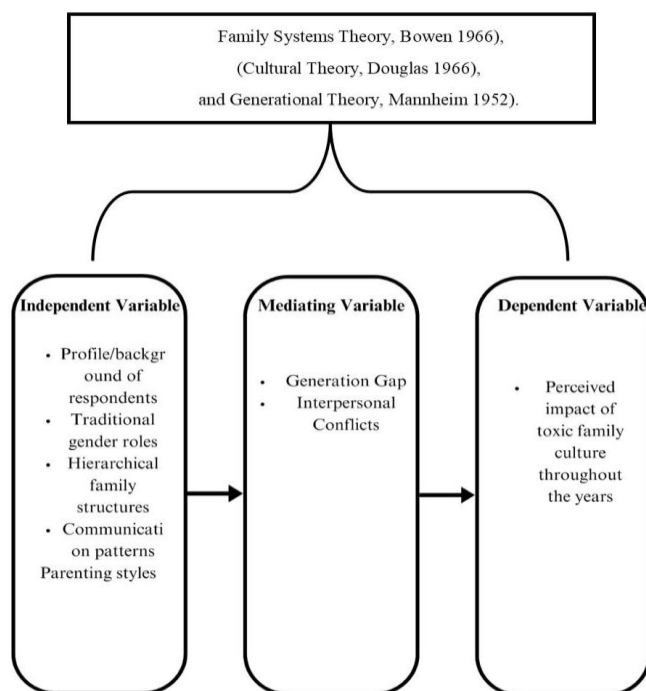 Family Systems Theory, Bowen 1966),
(Cultural Theory, Douglas 1966),
and Generational Theory, Mannheim 1952).
Independent Variable
• Profile/backgr
ound of
respondents
• Traditional
gender roles
• Hierarchical
family
structures
• Communicati
on patterns
Parenting styles
Mediating Variable
• Generation Gap
• Interpersonal
Conflicts
Dependent Variable
• Perceived
impact of
toxic family
culture
throughout
the years